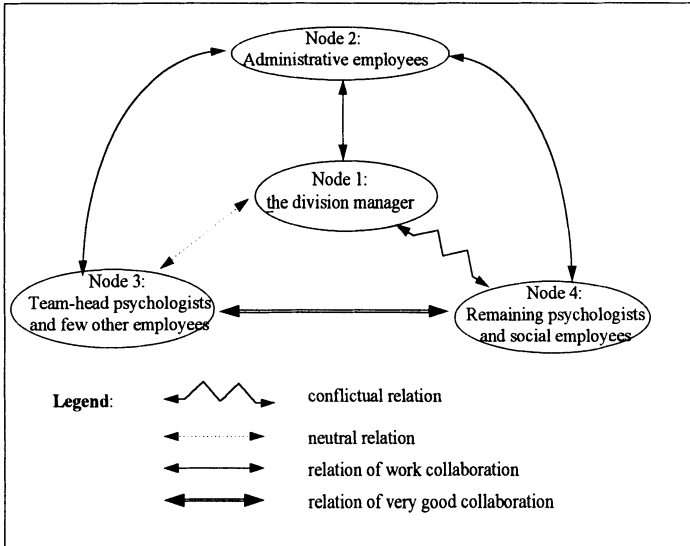 Node 2:
Administrative employees
Node 1:
the division manager
Node 3:
Team-head psychologists
and few other employees
Node 4:
Remaining psychologists
and social employees
Legend:
conflictual relation
neutral relation
relation of work collaboration
relation of very good collaboration